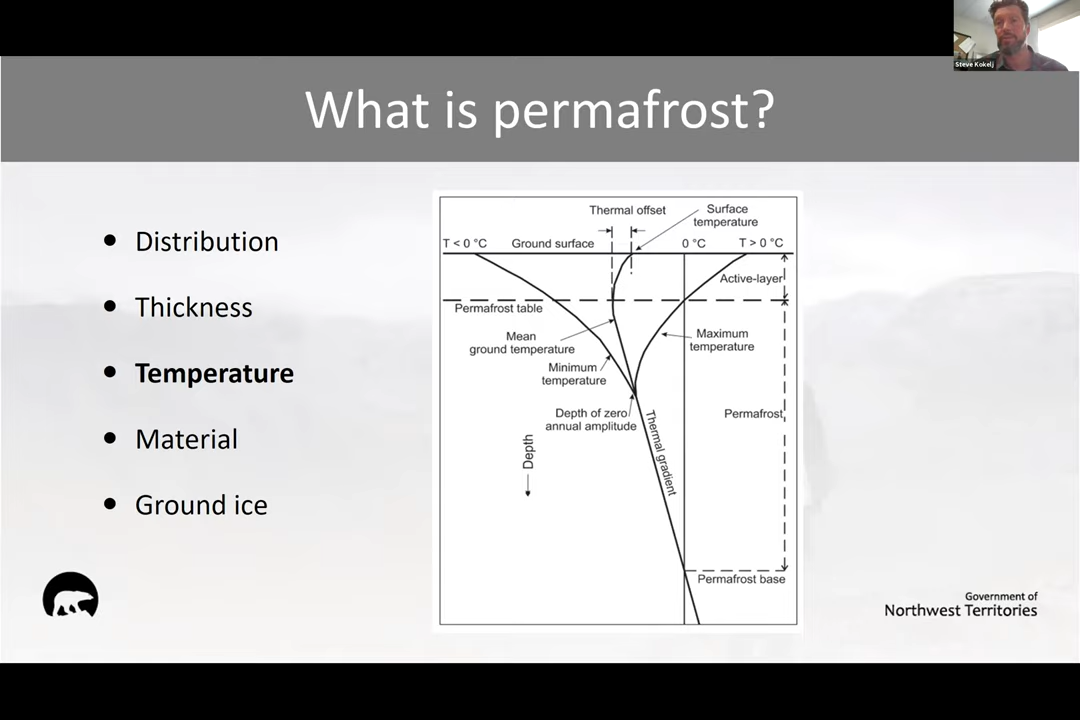 Steve Kokelj
What is permafrost?
Distribution
Thickness
Temperature
Material
Ground ice
Thermal offset
Surface
temperature
T < 0 °C
Ground surface
0 °C
T > 0 °C
Active-layer
Permafrost table
Mean
ground temperature
Maximum
temperature
Minimum
temperature
Depth of zero
annual amplitude
Permafrost
Thermal gradient
Depth
Permafrost base
Government of
Northwest Territories